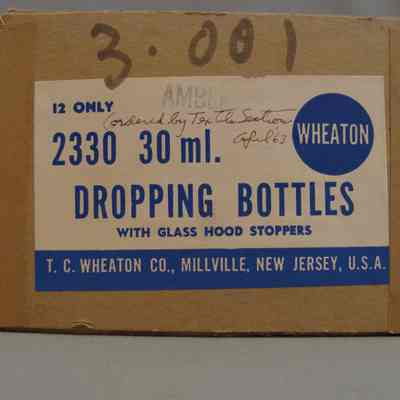 3.001
12 ONLY
AMBER
(ordered by Textile Section
April '63
2330 30 ml.
WHEATON
DROPPING BOTTLES
WITH GLASS HOOD STOPPERS
T. C. WHEATON CO., MILLVILLE, NEW JERSEY, U.S.A.